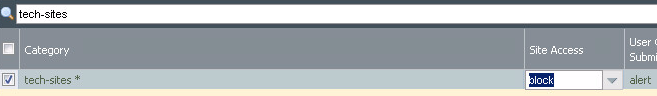 tech-sites
Category Site Access User C
Submi
tech-sites * block alert